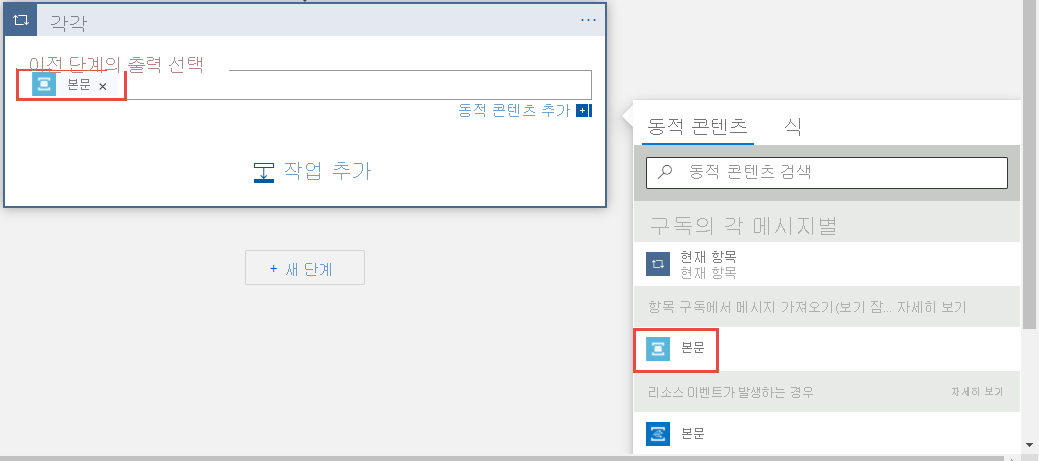 각각
···
이전 단계의 출력 선택
본문 ×
동적 콘텐츠 추가
작업 추가
+ 새 단계
동적 콘텐츠 식
동적 콘텐츠 검색
구독의 각 메시지별
현재 항목
현재 항목
항목 구독에서 메시지 가져오기(보기 잠... 자세히 보기
본문
리소스 이벤트가 발생하는 경우 자세히 보기
본문